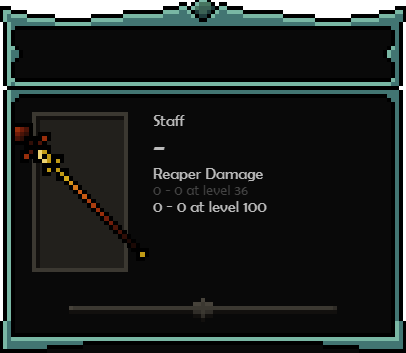 Staff
–
Reaper Damage
0 - 0 at level 36
0 - 0 at level 100